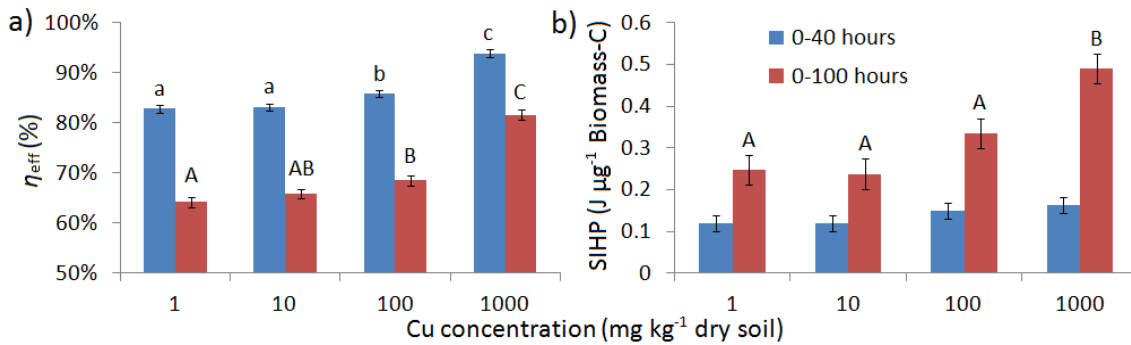 a)
η eff (%)
100%
90%
80%
70%
60%
50%
a
A
a
AB
b
B
c
C
1 10 100 1000
b)
SIHP (J µg⁻¹ Biomass-C)
0.6
0.5
0.4
0.3
0.2
0.1
0
0-40 hours
0-100 hours
A
A
A
B
1 10 100 1000
Cu concentration (mg kg⁻¹ dry soil)